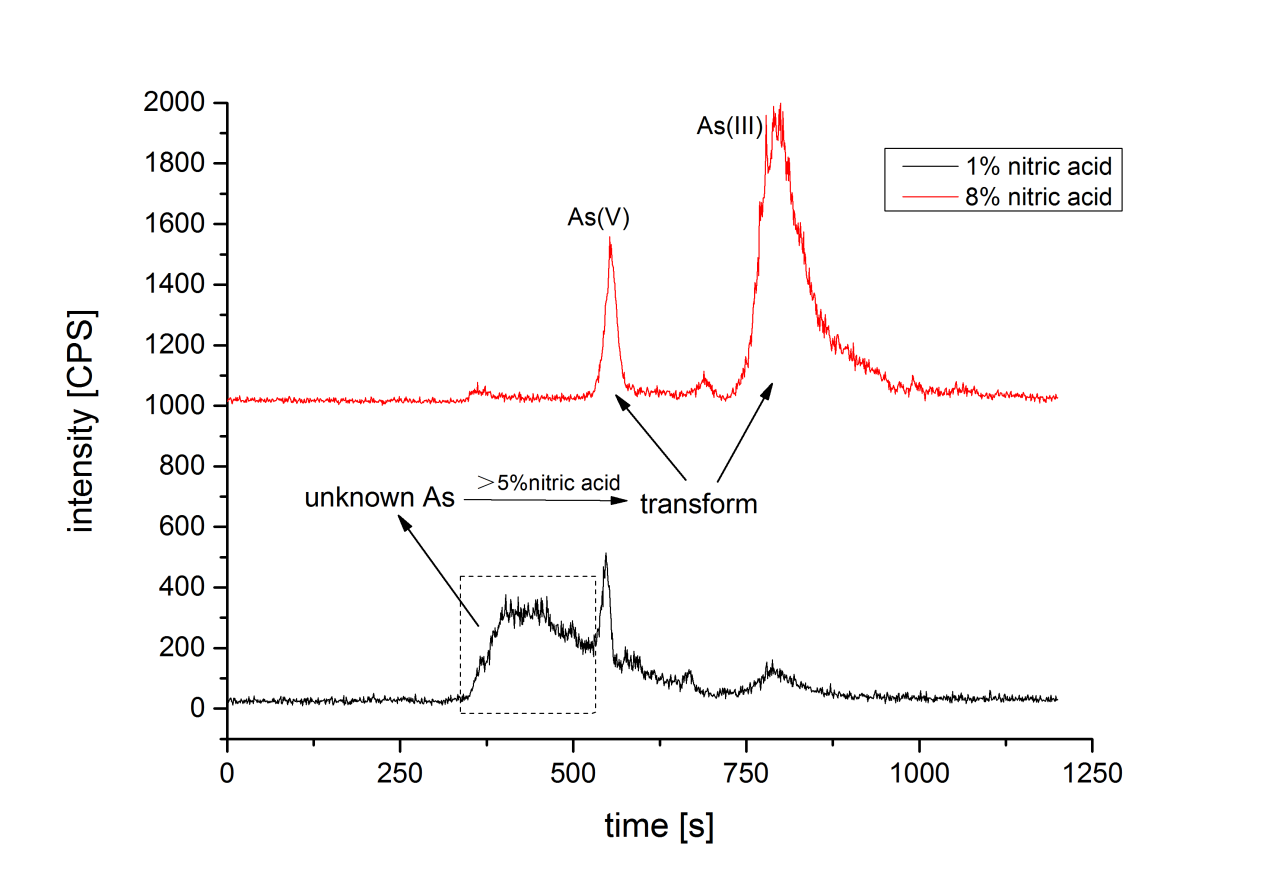 2000
1800
1600
1400
1200
1000
800
600
400
200
0
intensity [CPS]
As(III)
As(V)
1% nitric acid
8% nitric acid
unknown As
＞5%nitric acid
transform
0 250 500 750 1000 1250
time [s]